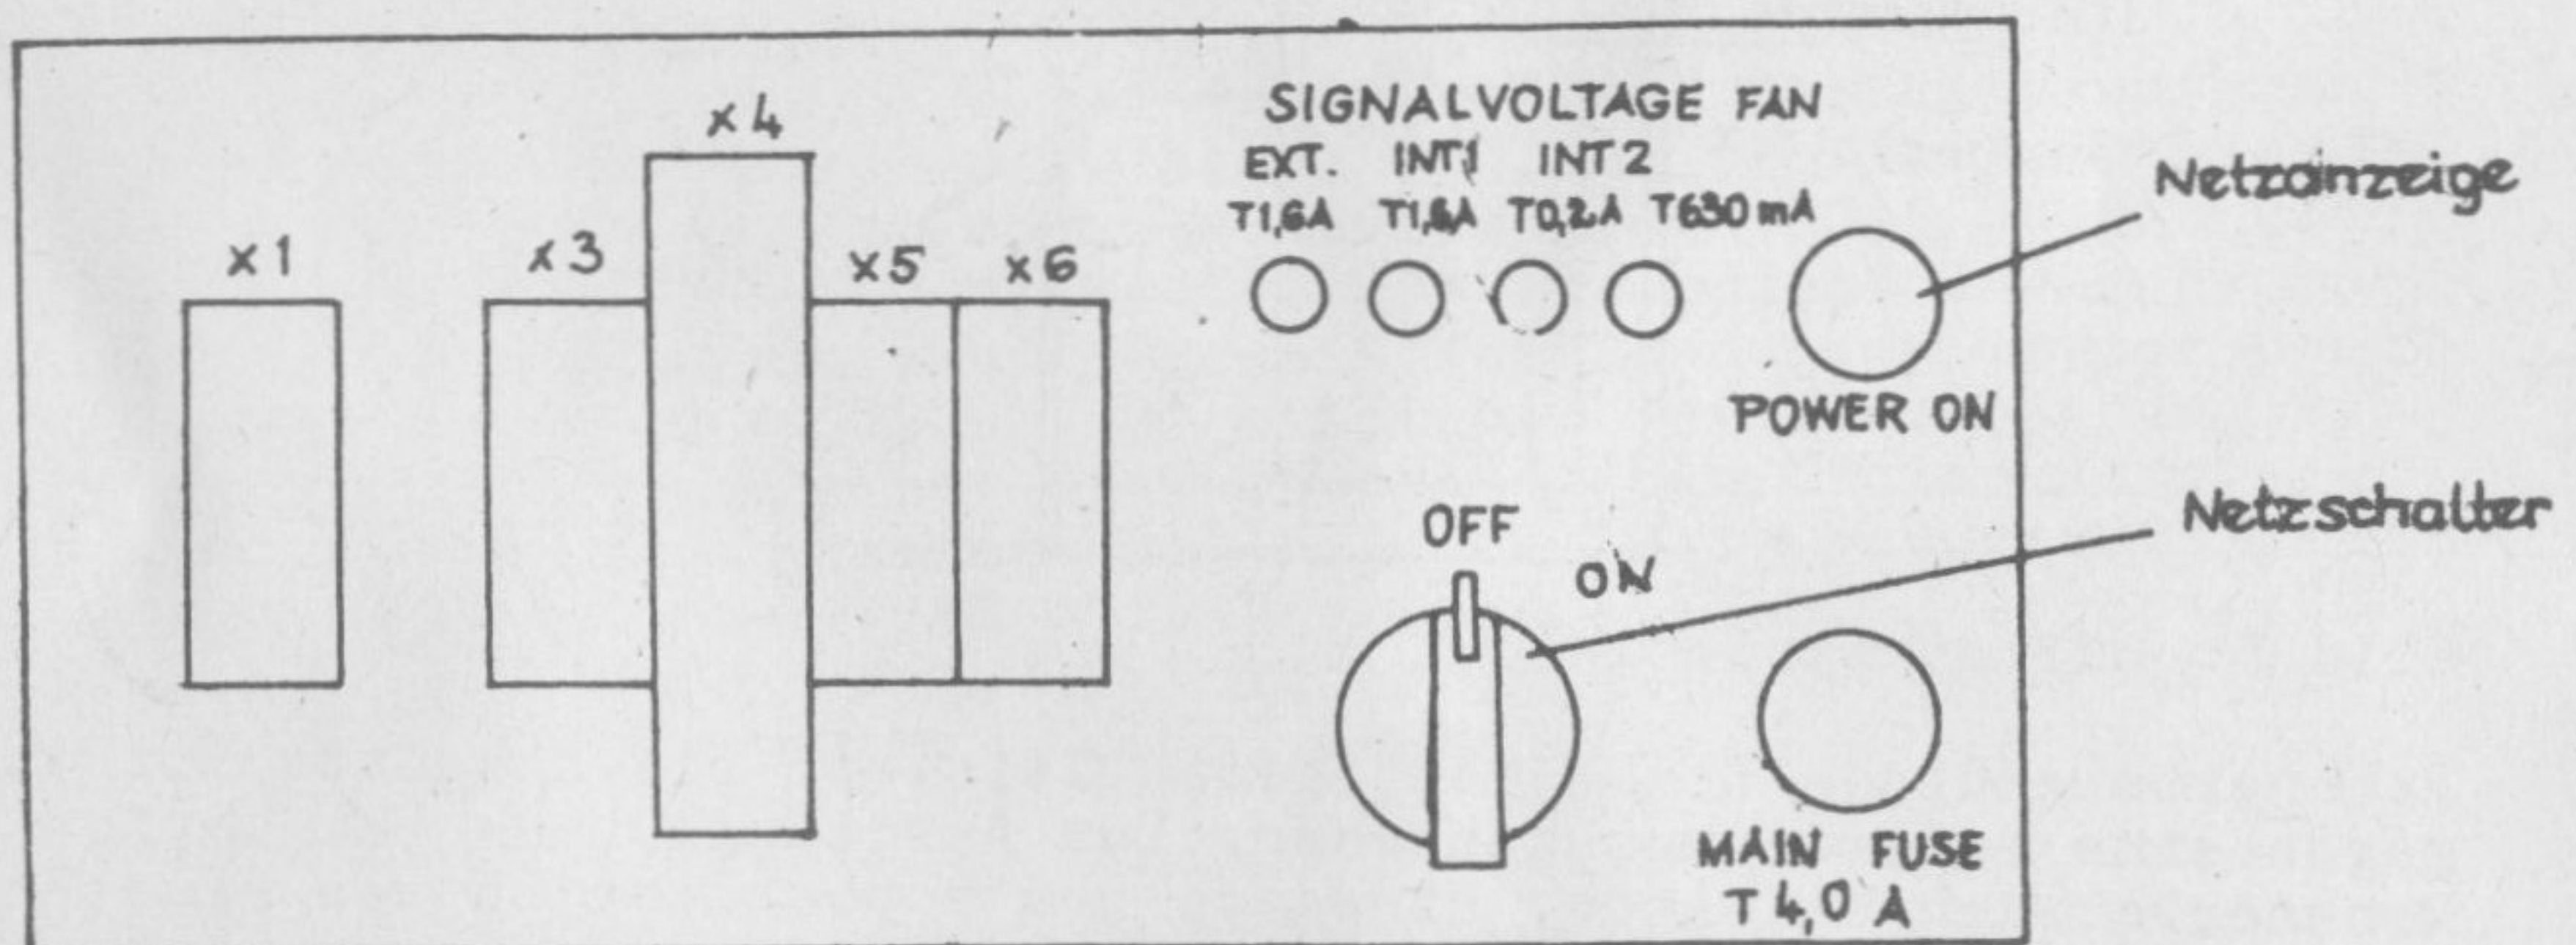 SIGNALVOLTAGE FAN
EXT. INT1 INT2
T1,6A T1,6A T0,2A T630mA
x1
x3
x4
x5
x6
Netzanzeige
POWER ON
Netzschalter
OFF
ON
MAIN FUSE
T4,0 A